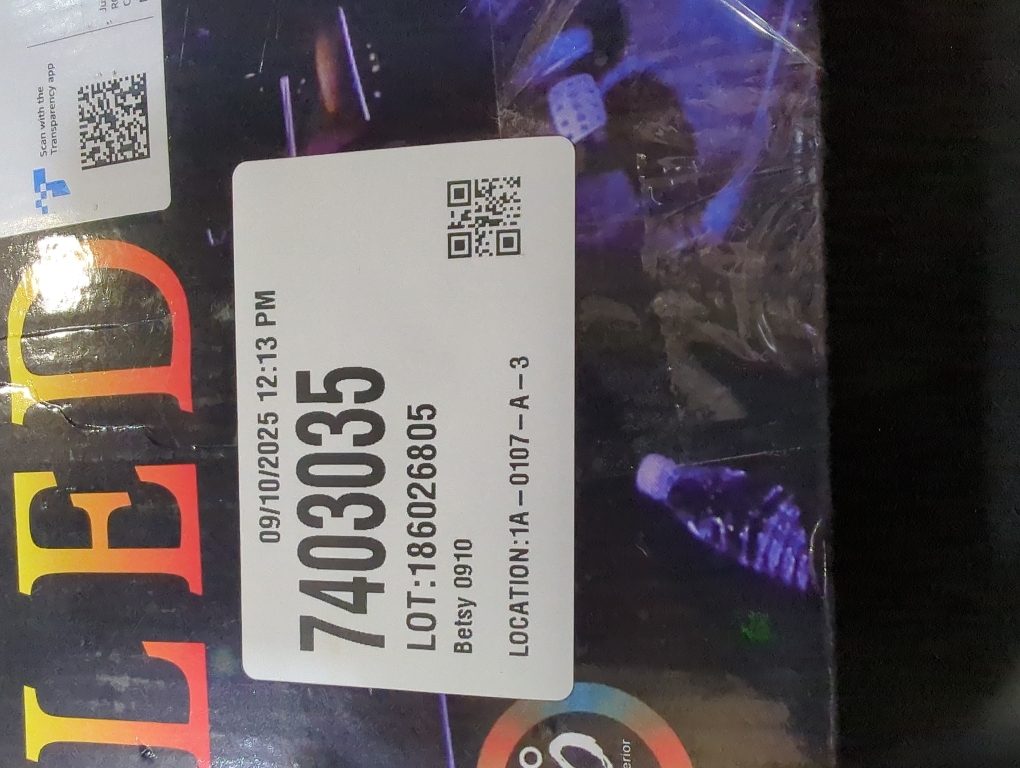 Scan with the
Transparency app
LED
09/10/2025 12:13 PM
7403035
LOT:186026805
Betsy 0910
LOCATION:1A-0107-A-3